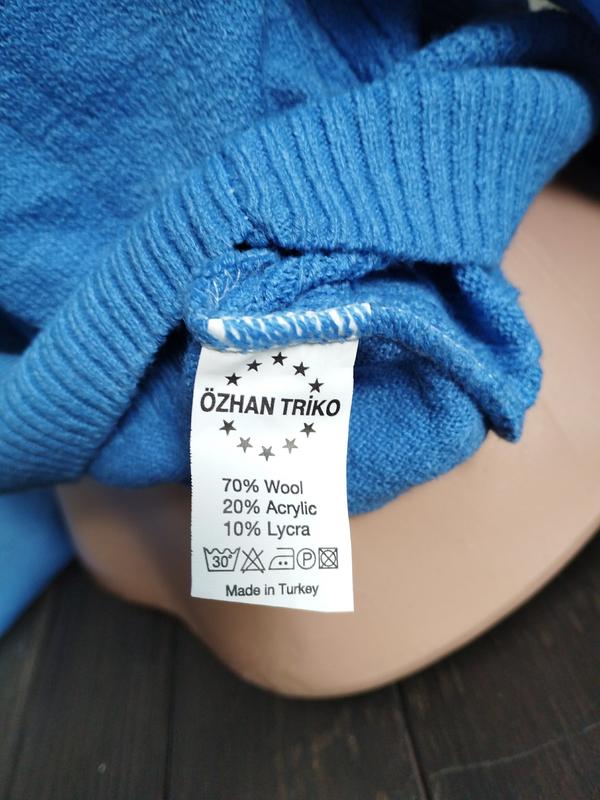 ÖZHAN TRİKO
70% Wool
20% Acrylic
10% Lycra
30° P
Made in Turkey